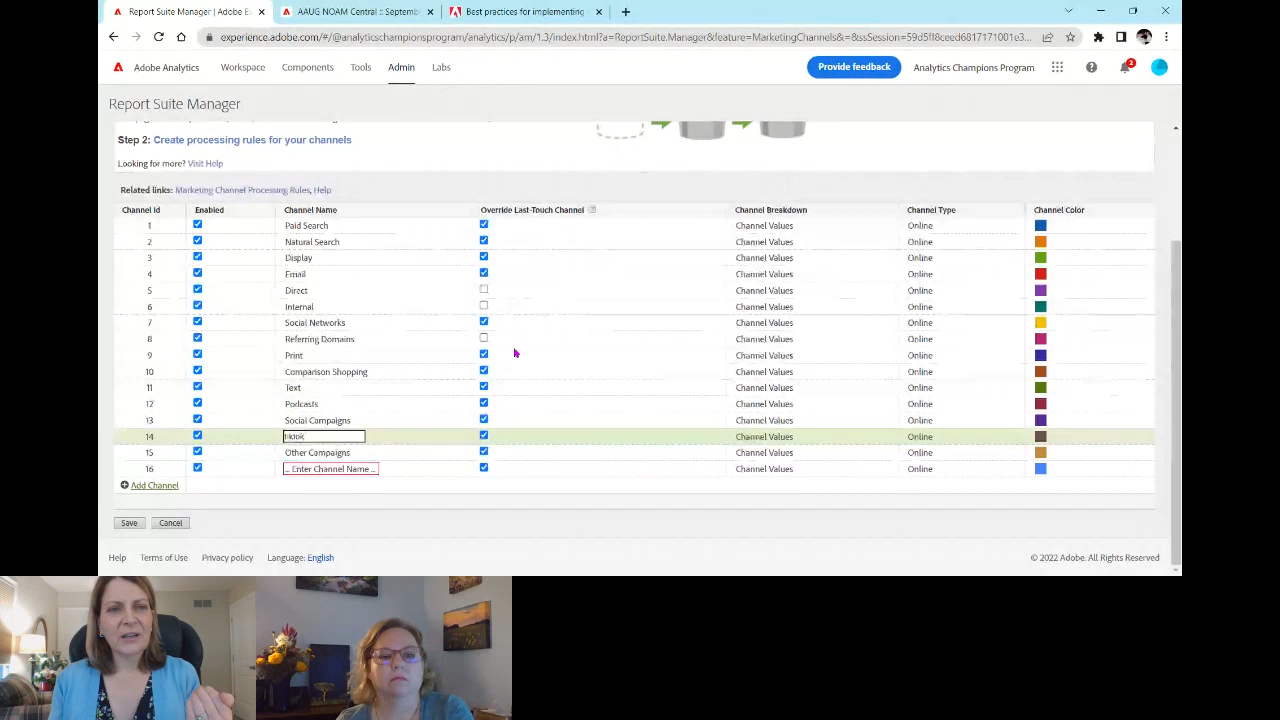 Report Suite Manager | Adobe Ex
AAUG NOAM Central :: Septemb
Best practices for implementing
experience.adobe.com/#/@analyticschampionsprogram/analytics/p/am/1.3/index.html?a=ReportSuite.Manager&feature=MarketingChannels&=&ssSession=59d5ff8ceed6817171001e3...
Adobe Analytics Workspace Components Tools Admin Labs Provide feedback Analytics Champions Program 2
Report Suite Manager
Step 2: Create processing rules for your channels
Looking for more? Visit Help
Related links: Marketing Channel Processing Rules, Help
Channel Id Enabled Channel Name Override Last-Touch Channel Channel Breakdown Channel Type Channel Color
1 Paid Search Channel Values Online
2 Natural Search Channel Values Online
3 Display Channel Values Online
4 Email Channel Values Online
5 Direct Channel Values Online
6 Internal Channel Values Online
7 Social Networks Channel Values Online
8 Referring Domains Channel Values Online
9 Print Channel Values Online
10 Comparison Shopping Channel Values Online
11 Text Channel Values Online
12 Podcasts Channel Values Online
13 Social Campaigns Channel Values Online
14 tiktok Channel Values Online
15 Other Campaigns Channel Values Online
16 .. Enter Channel Name .. Channel Values Online
Add Channel
Save Cancel
Help Terms of Use Privacy policy Language: English © 2022 Adobe. All Rights Reserved